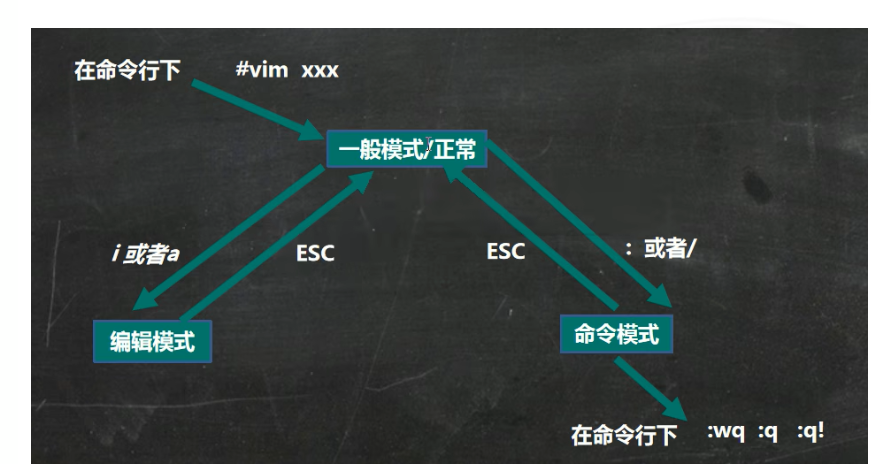 在命令行下 #vim xxx
一般模式/正常
i 或者a ESC ESC : 或者/
编辑模式 命令模式
在命令行下 :wq :q :q!